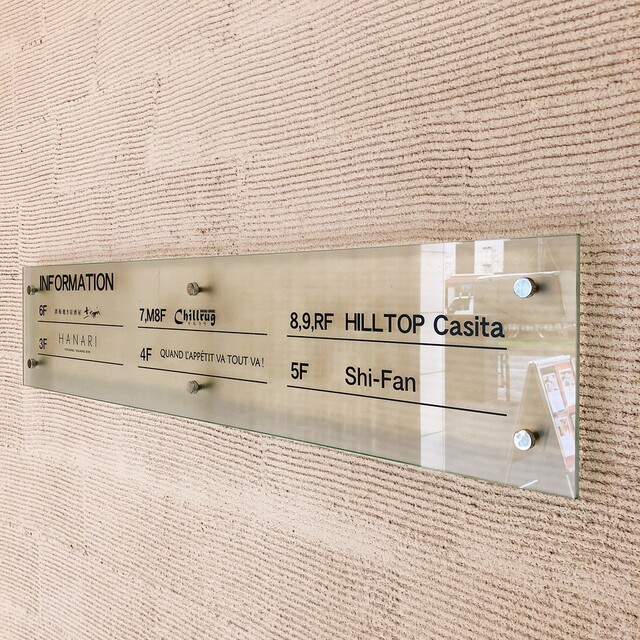 INFORMATION
8,9,RF HILLTOP Casita
7,M8F Chillrug
6F
5F Shi-Fan
4F QUAND L'APPÉTIT VA TOUT VA!
3F HANARI